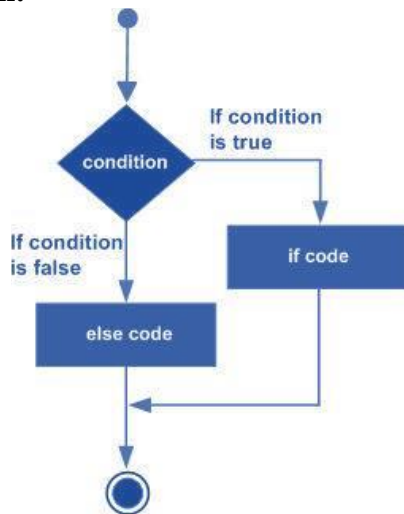 If condition
is true
condition
If condition
is false
if code
else code